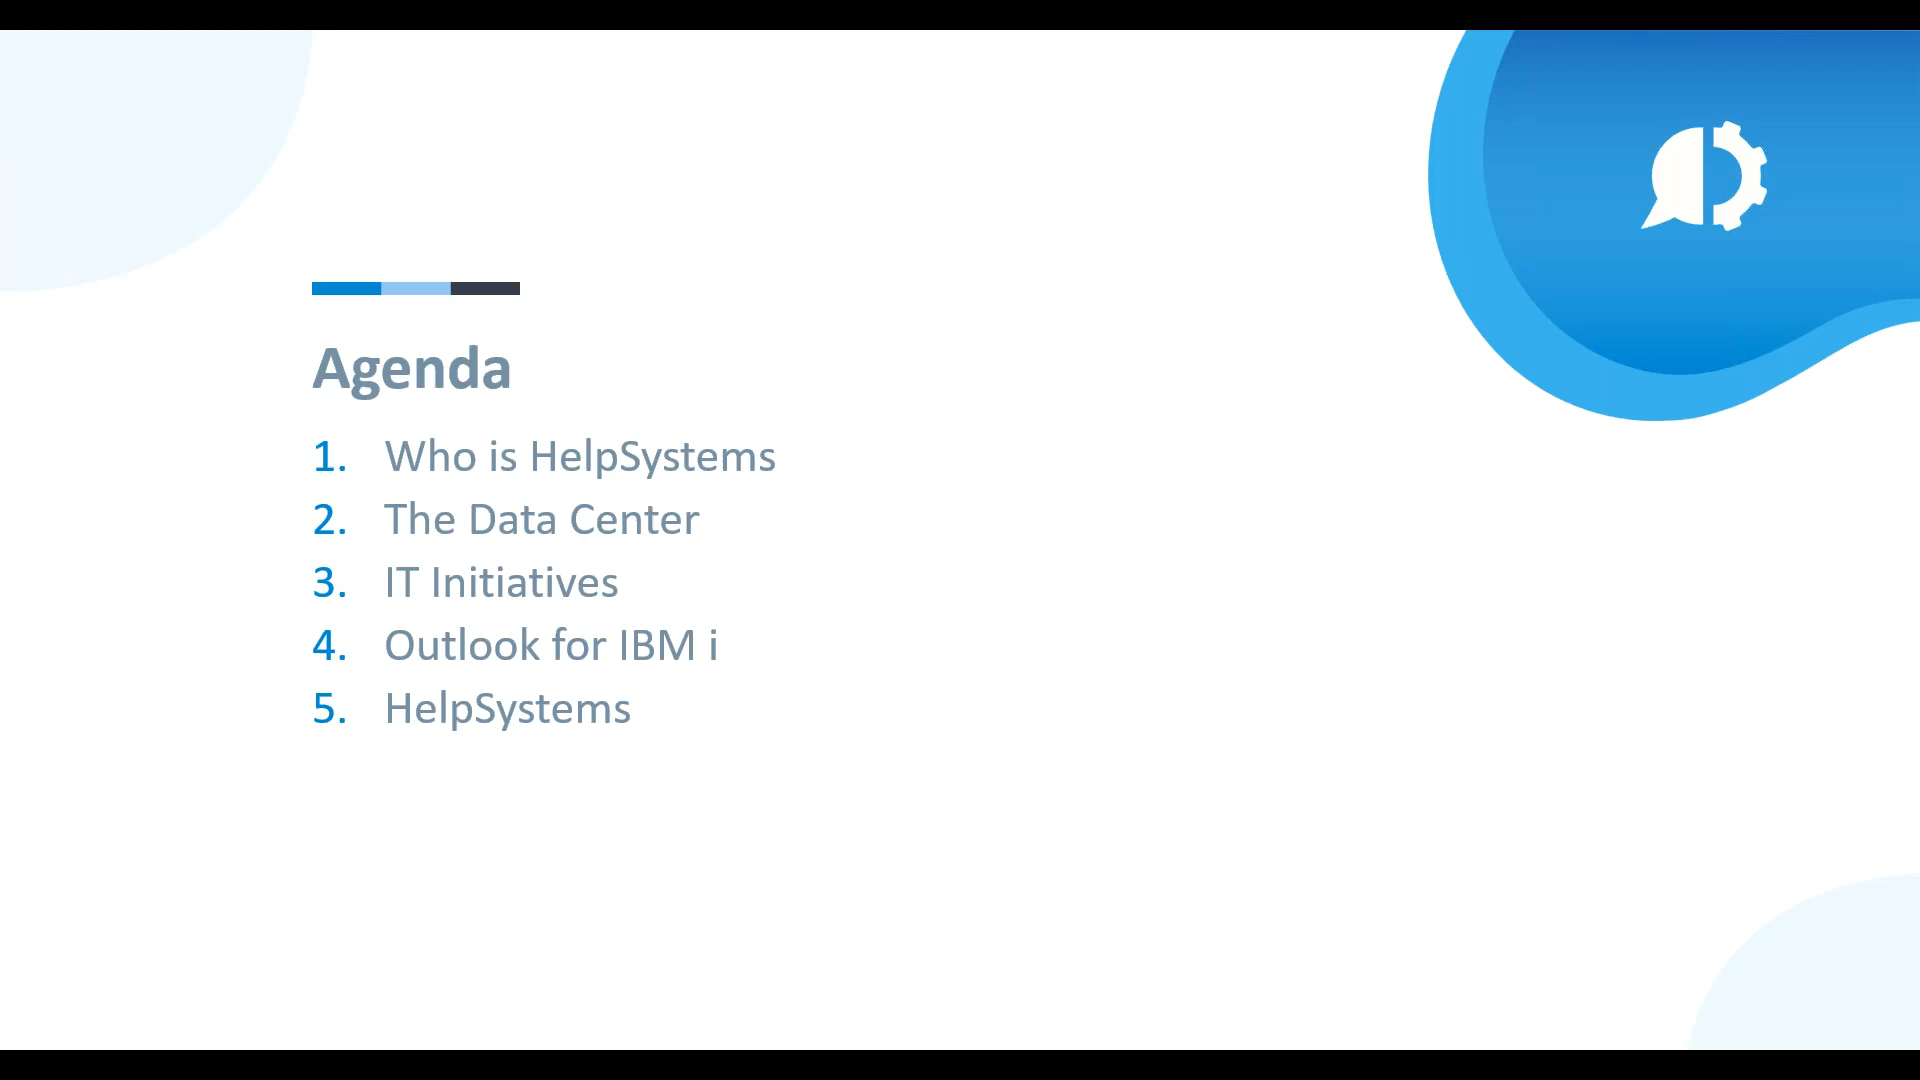 Agenda
1. Who is HelpSystems
2. The Data Center
3. IT Initiatives
4. Outlook for IBM i
5. HelpSystems